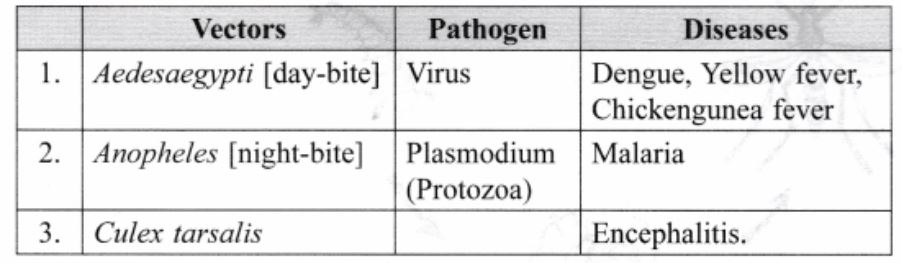 Vectors Pathogen Diseases
1. Aedesaegypti [day-bite] Virus Dengue, Yellow fever,
Chickengunea fever
2. Anopheles [night-bite] Plasmodium Malaria
(Protozoa)
3. Culex tarsalis Encephalitis.